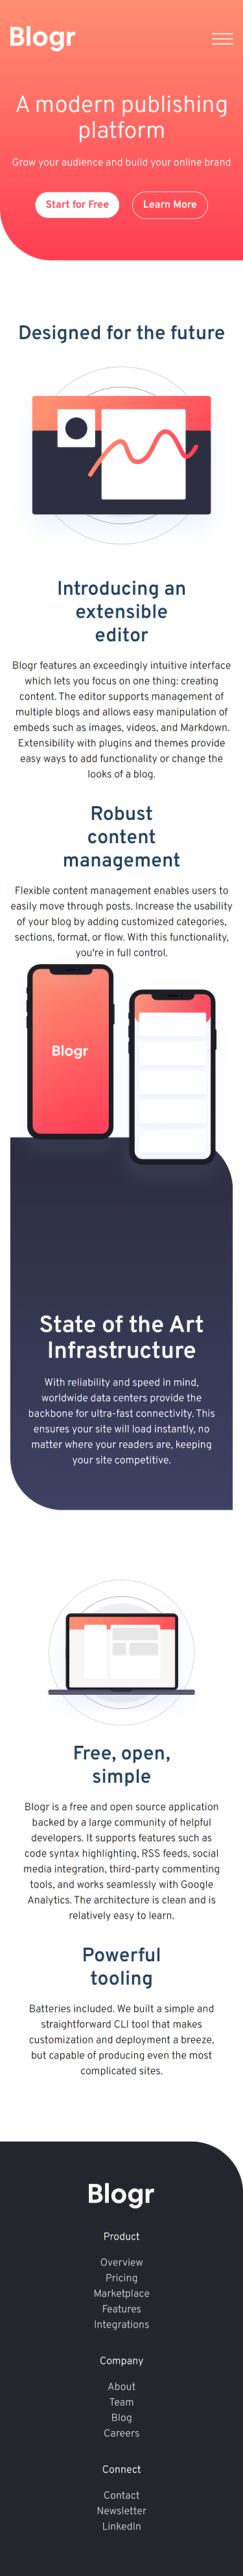 Blogr
A modern publishing
platform
Grow your audience and build your online brand
Start for Free
Learn More
Designed for the future
Introducing an
extensible
editor
Blogr features an exceedingly intuitive interface
which lets you focus on one thing: creating
content. The editor supports management of
multiple blogs and allows easy manipulation of
embeds such as images, videos, and Markdown.
Extensibility with plugins and themes provide
easy ways to add functionality or change the
looks of a blog.
Robust
content
management
Flexible content management enables users to
easily move through posts. Increase the usability
of your blog by adding customized categories,
sections, format, or flow. With this functionality,
you're in full control.
Blogr
State of the Art
Infrastructure
With reliability and speed in mind,
worldwide data centers provide the
backbone for ultra-fast connectivity. This
ensures your site will load instantly, no
matter where your readers are, keeping
your site competitive.
Free, open,
simple
Blogr is a free and open source application
backed by a large community of helpful
developers. It supports features such as
code syntax highlighting, RSS feeds, social
media integration, third-party commenting
tools, and works seamlessly with Google
Analytics. The architecture is clean and is
relatively easy to learn.
Powerful
tooling
Batteries included. We built a simple and
straightforward CLI tool that makes
customization and deployment a breeze,
but capable of producing even the most
complicated sites.
Blogr
Product
Overview
Pricing
Marketplace
Features
Integrations
Company
About
Team
Blog
Careers
Connect
Contact
Newsletter
LinkedIn